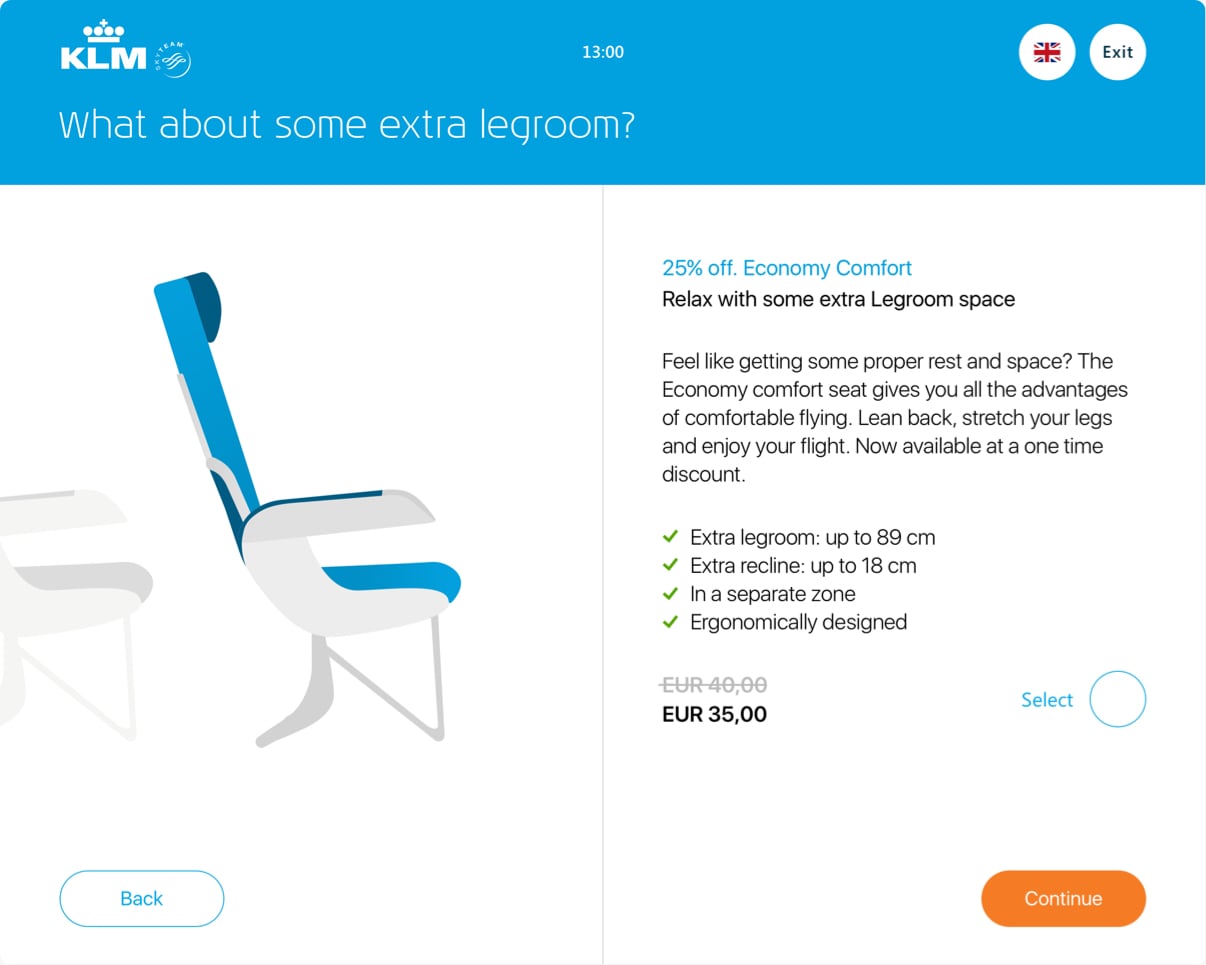 KLM
SKYTEAM
13:00
Exit
What about some extra legroom?
25% off. Economy Comfort
Relax with some extra Legroom space
Feel like getting some proper rest and space? The
Economy comfort seat gives you all the advantages
of comfortable flying. Lean back, stretch your legs
and enjoy your flight. Now available at a one time
discount.
Extra legroom: up to 89 cm
Extra recline: up to 18 cm
In a separate zone
Ergonomically designed
EUR 40,00
EUR 35,00
Select
Back
Continue